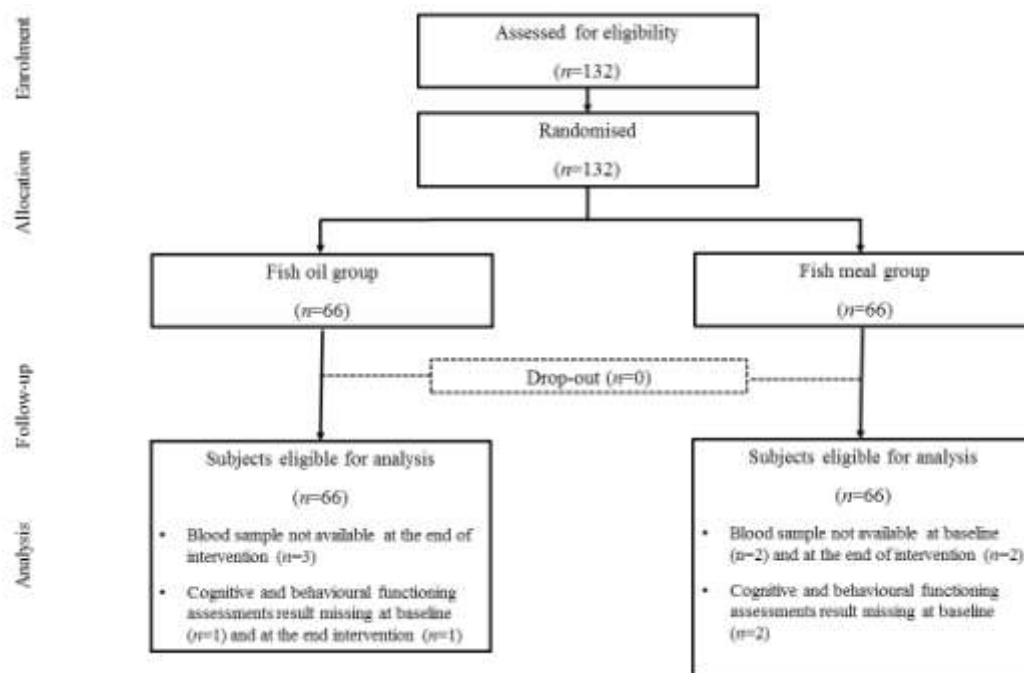 Enrolment
Assessed for eligibility
(n=132)
Allocation
Randomised
(n=132)
Fish oil group
(n=66)
Fish meal group
(n=66)
Follow-up
Drop-out (n=0)
Analysis
Subjects eligible for analysis
(n=66)
• Blood sample not available at the end of
intervention (n=3)
• Cognitive and behavioural functioning
assessments result missing at baseline
(n=1) and at the end intervention (n=1)
Subjects eligible for analysis
(n=66)
• Blood sample not available at baseline
(n=2) and at the end of intervention (n=2)
• Cognitive and behavioural functioning
assessments result missing at baseline
(n=2)